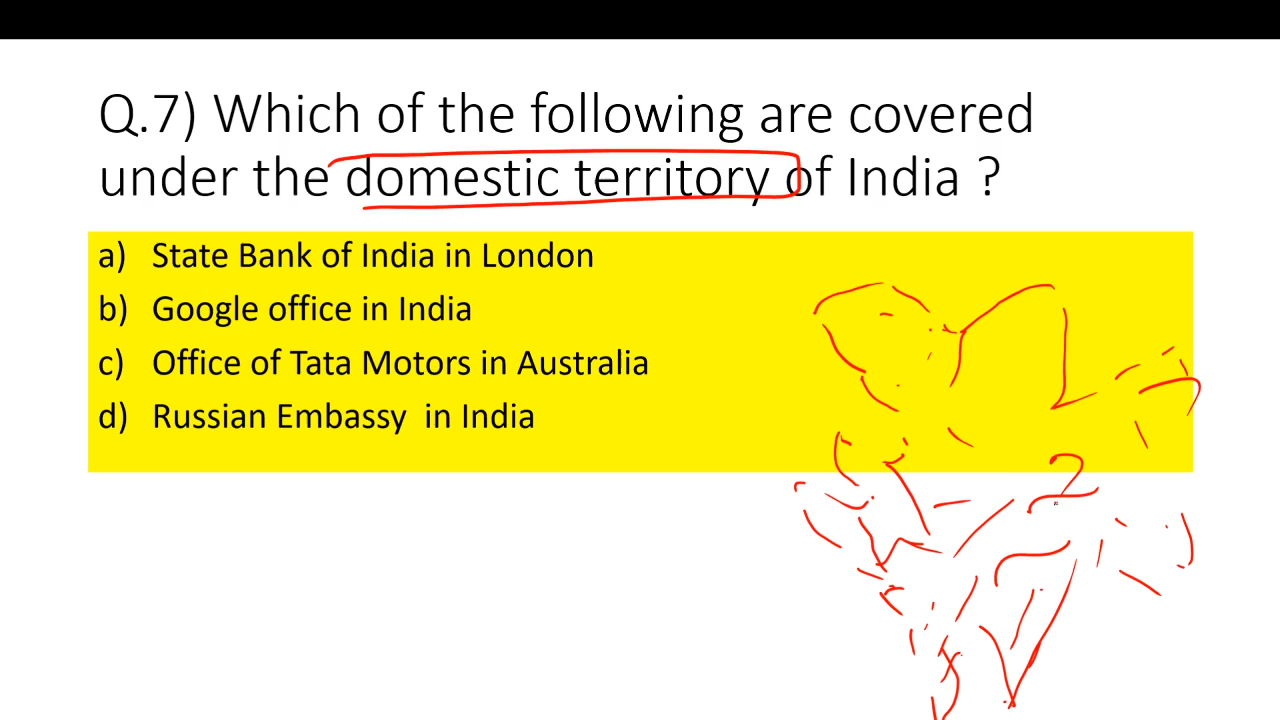 Q.7) Which of the following are covered
under the domestic territory of India ?
a) State Bank of India in London
b) Google office in India
c) Office of Tata Motors in Australia
d) Russian Embassy in India